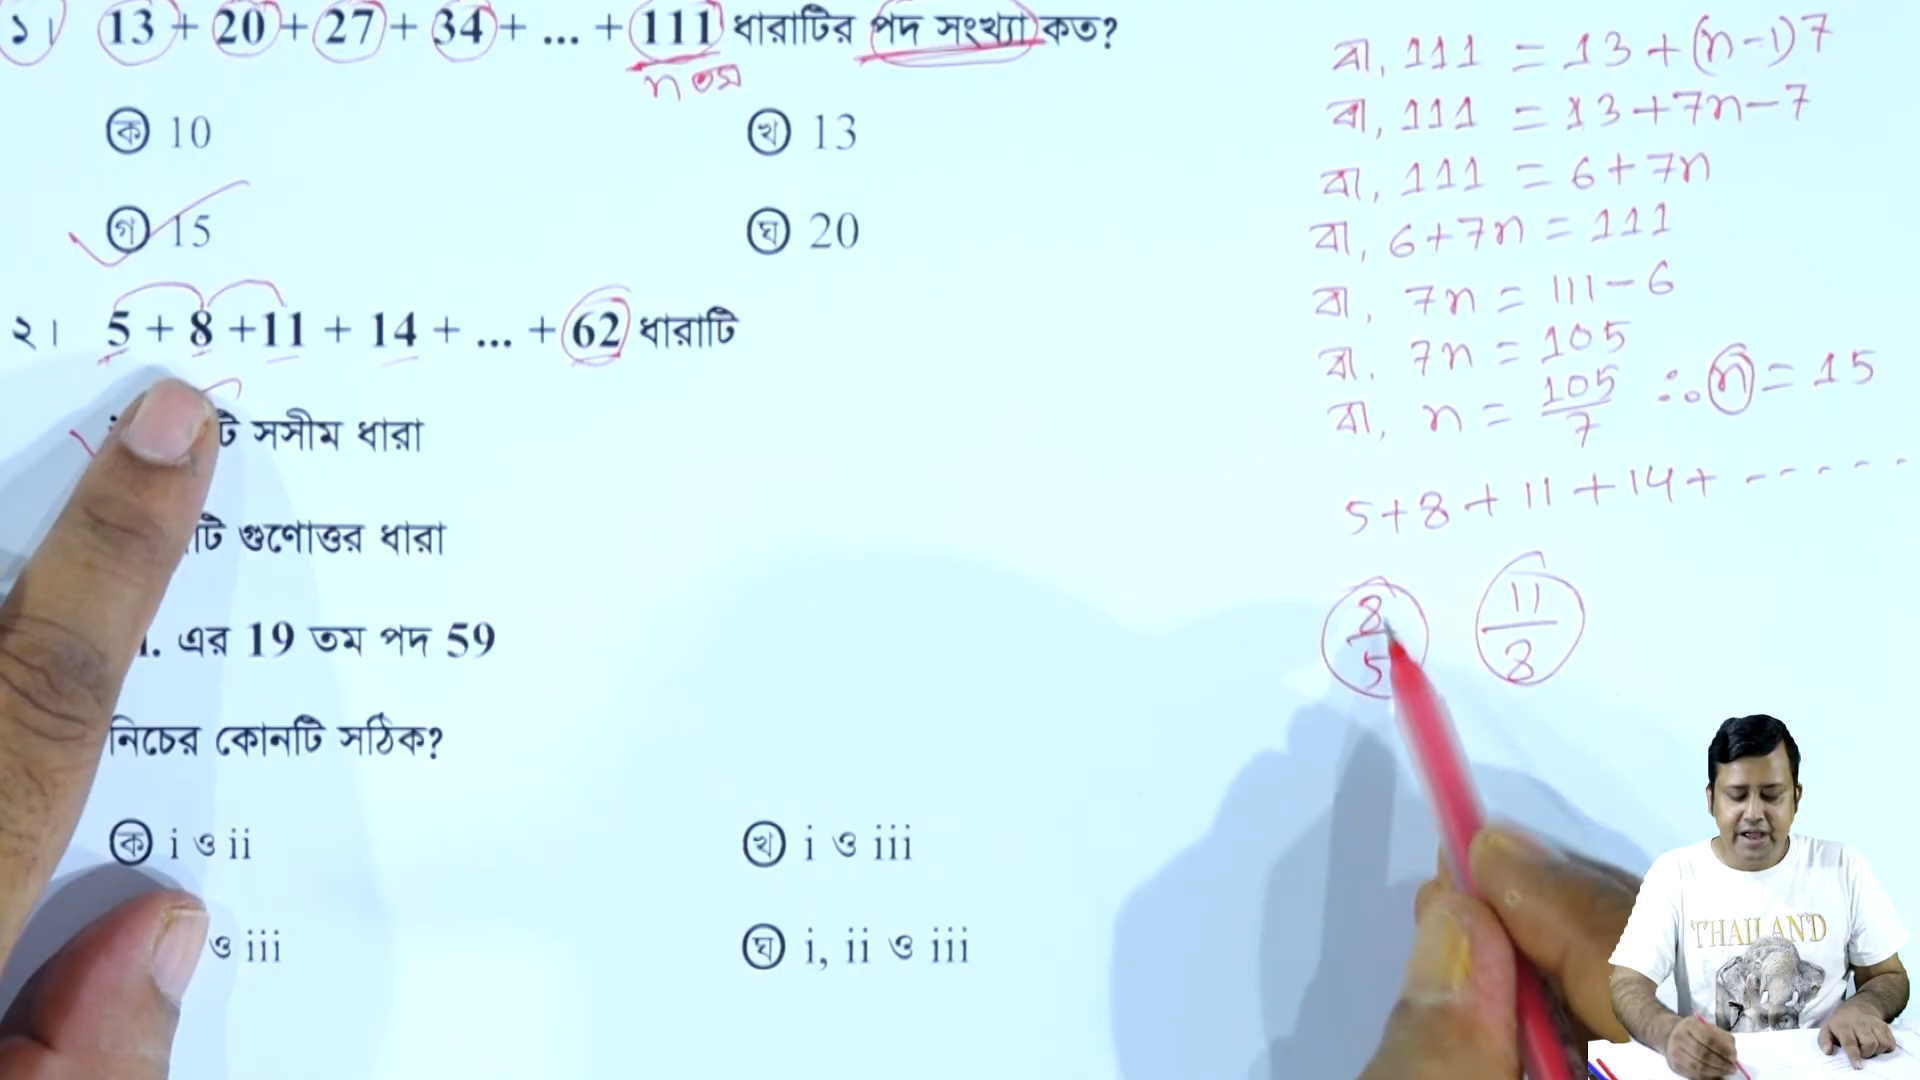 ১। 13 + 20 + 27 + 34 + ... + 111 ধারাটির পদ সংখ্যা কত?
n তম
ক 10
খ 13
গ 15
ঘ 20
২। 5 + 8 +11 + 14 + ... + 62 ধারাটি
টি সসীম ধারা
টি গুণোত্তর ধারা
. এর 19 তম পদ 59
নিচের কোনটি সঠিক?
ক i ও ii
খ i ও iii
ও iii
ঘ i, ii ও iii
বা, 111 = 13 + (n-1)7
বা, 111 = 13+7n-7
বা, 111 = 6+7n
বা, 6+7n = 111
বা, 7n = 111-6
বা, 7n = 105
বা, n = 105/7 ∴ n = 15
5+8+11+14+ ------
8/5 11/8
THAILAND